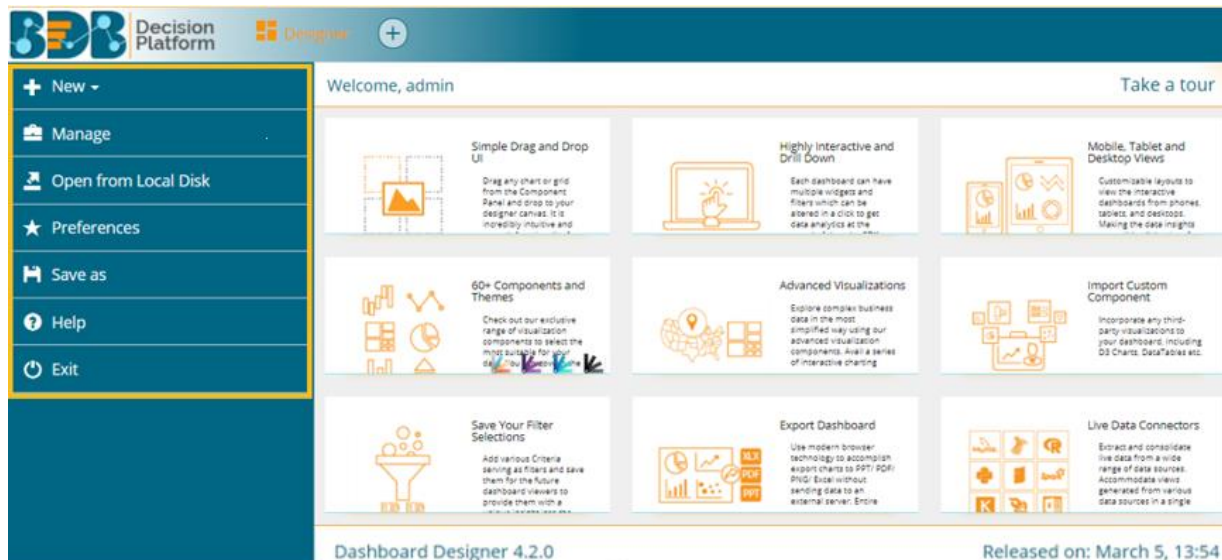 BDB Decision
Platform
Designer
+ New
Manage
Open from Local Disk
Preferences
Save as
Help
Exit
Welcome, admin
Take a tour
Simple Drag and Drop
UI
Drag any chart or grid
from the Component
Panel and drop to your
designer canvas. It is
incredibly intuitive and
Highly Interactive and
Drill Down
Each dashboard can have
multiple widgets and
filters which can be
altered in a click to get
data analytics at the
Mobile, Tablet and
Desktop Views
Customizable layouts to
view the interactive
dashboards from phones,
tablets, and desktops.
Making the data insights
60+ Components and
Themes
Check out our exclusive
range of visualization
components to select the
most suitable for your
Advanced Visualizations
Explore complex business
data in the most
simplified way using our
advanced visualization
components. Avail a series
of interactive charting
Import Custom
Component
Incorporate any third-
party visualizations to
your dashboard, including
D3 Charts, DataTables etc.
Save Your Filter
Selections
Add various Criteria
serving as filters and save
them for the future
dashboard viewers to
provide them with a
Export Dashboard
Use modern browser
technology to accomplish
export charts to PPT/ PDF/
PNG/ Excel without
sending data to an
external server. Entire
XLX
PDF
PPT
Live Data Connectors
Extract and consolidate
live data from a wide
range of data sources.
Accommodate views
generated from various
data sources in a single
R
K
Dashboard Designer 4.2.0
Released on: March 5, 13:54